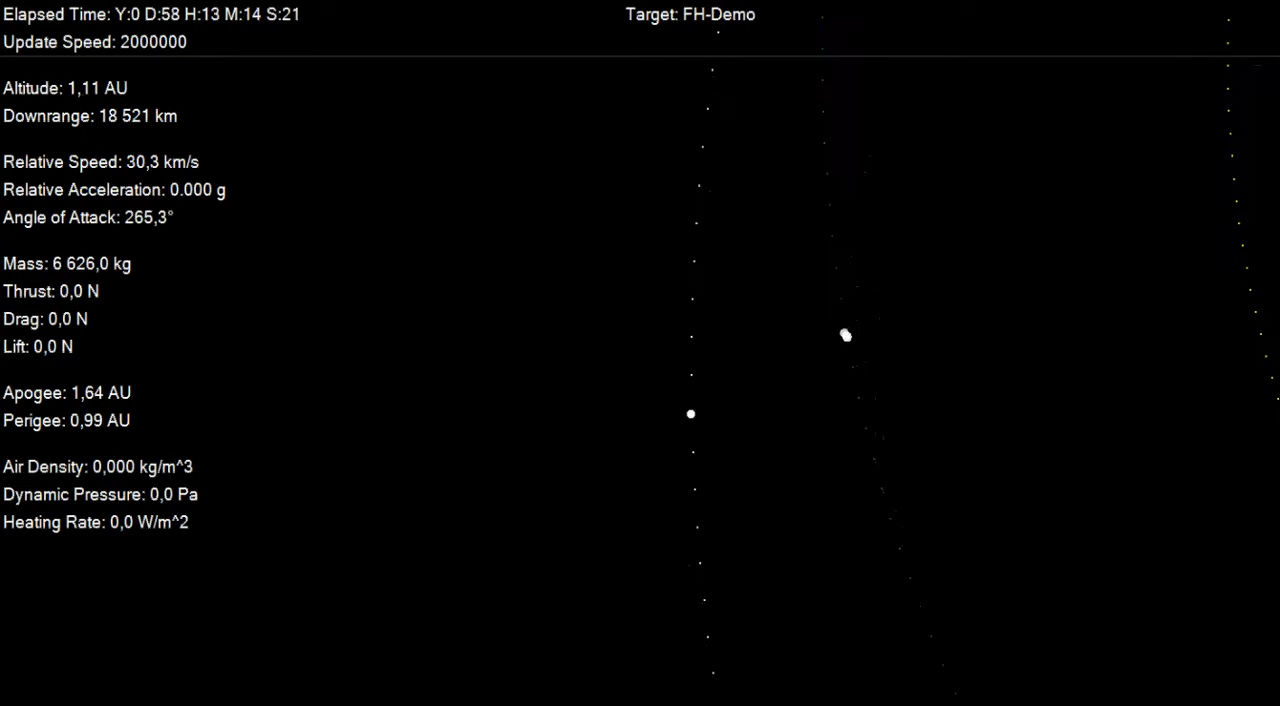 Elapsed Time: Y:0 D:58 H:13 M:14 S:21
Target: FH-Demo
Update Speed: 2000000
Altitude: 1,11 AU
Downrange: 18 521 km
Relative Speed: 30,3 km/s
Relative Acceleration: 0.000 g
Angle of Attack: 265,3°
Mass: 6 626,0 kg
Thrust: 0,0 N
Drag: 0,0 N
Lift: 0,0 N
Apogee: 1,64 AU
Perigee: 0,99 AU
Air Density: 0,000 kg/m^3
Dynamic Pressure: 0,0 Pa
Heating Rate: 0,0 W/m^2